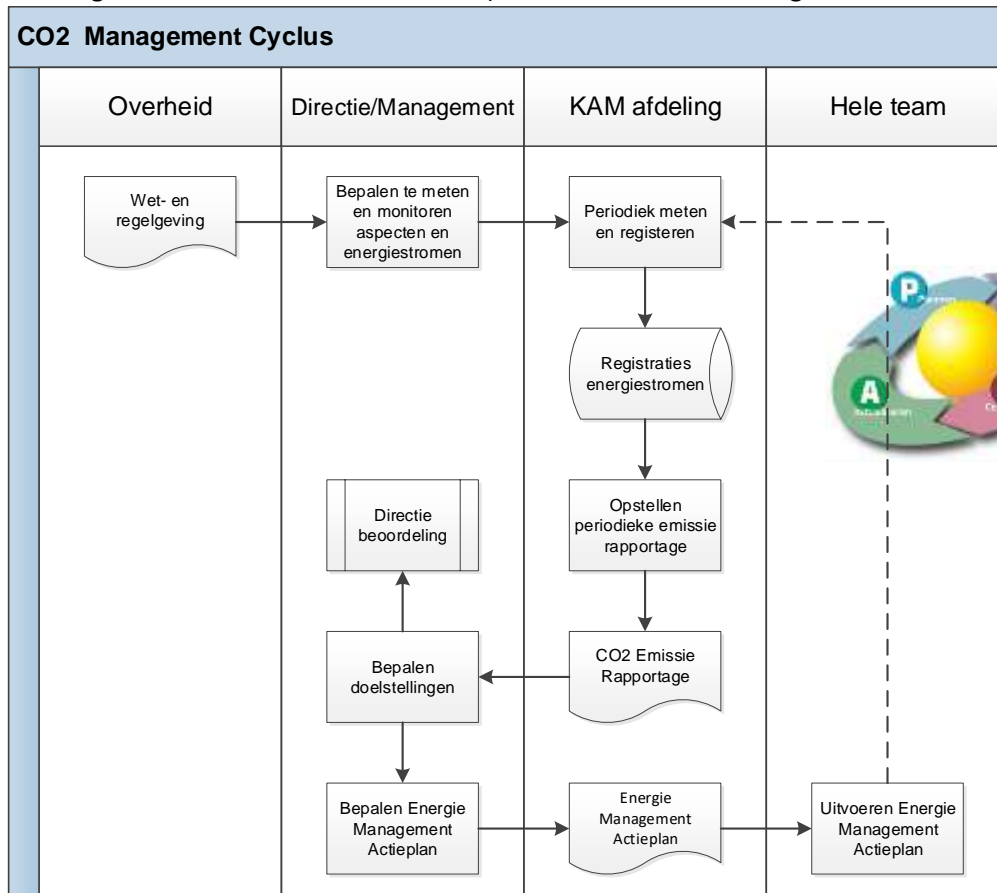 CO2 Management Cyclus
Overheid
Directie/Management
KAM afdeling
Hele team
Wet- en
regelgeving
Bepalen te meten
en monitoren
aspecten en
energiestromen
Periodiek meten
en registeren
P
Registraties
energiestromen
A
Directie
beoordeling
Opstellen
periodieke emissie
rapportage
Bepalen
doelstellingen
CO2 Emissie
Rapportage
Bepalen Energie
Management
Actieplan
Energie
Management
Actieplan
Uitvoeren Energie
Management
Actieplan